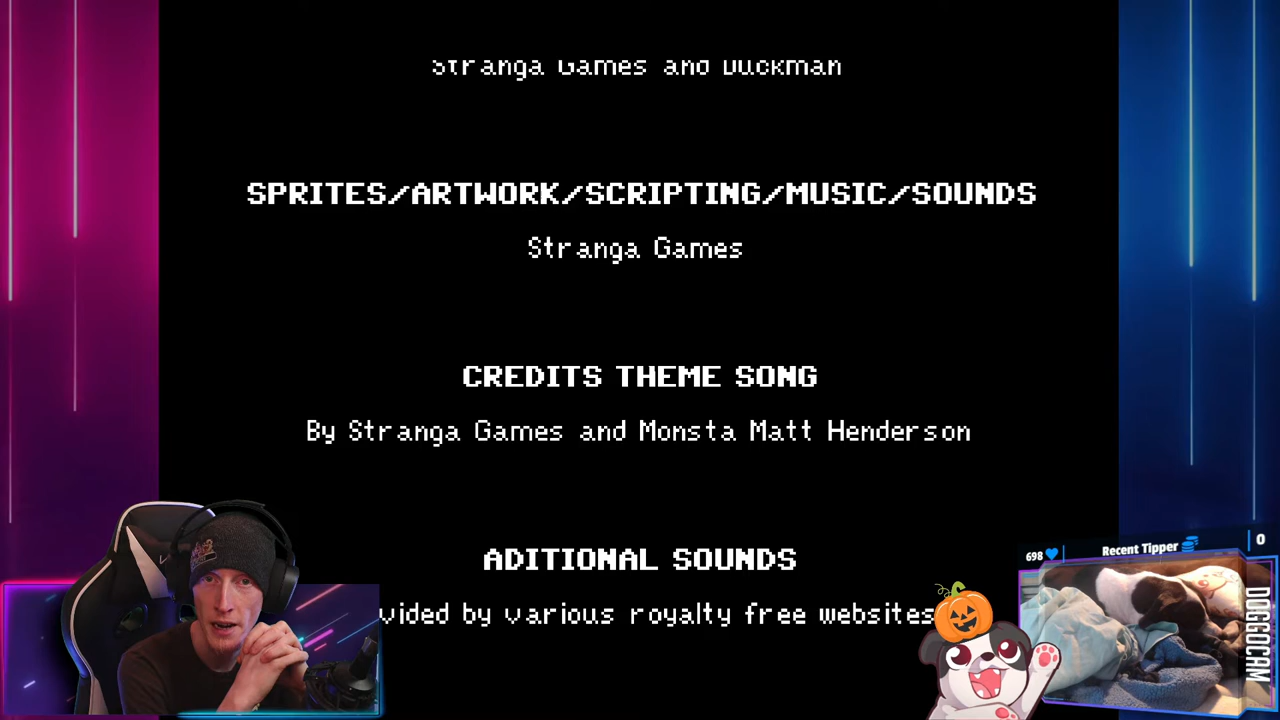 Stranga Games and Duckman
SPRITES/ARTWORK/SCRIPTING/MUSIC/SOUNDS
Stranga Games
CREDITS THEME SONG
By Stranga Games and Monsta Matt Henderson
ADITIONAL SOUNDS
vided by various royalty free websites
698
Recent Tipper
0
DOGGOCAM